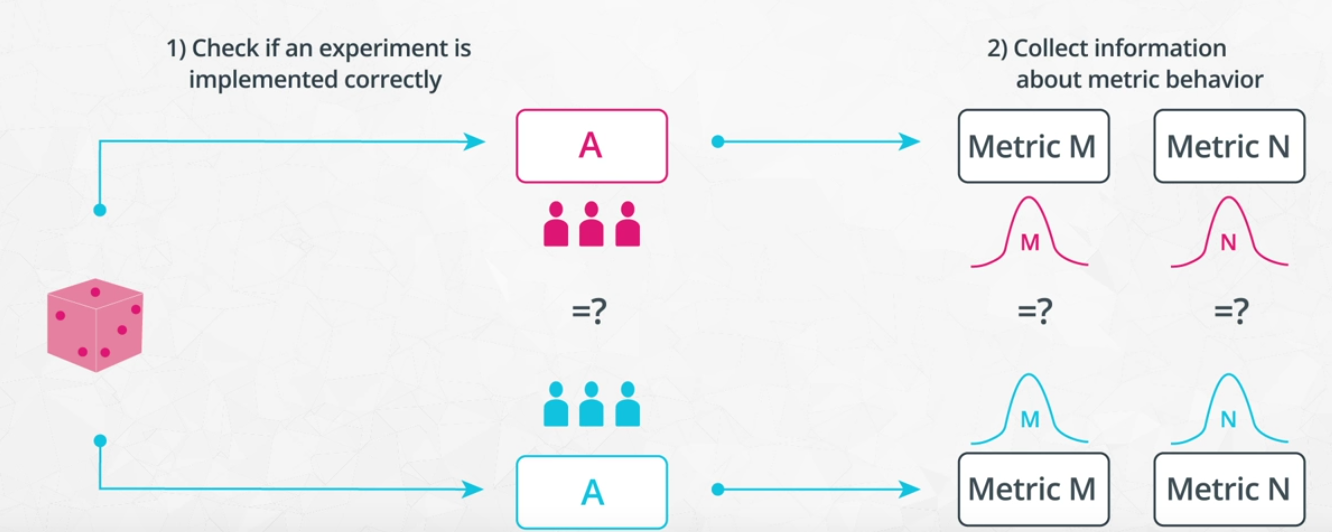 1) Check if an experiment is
implemented correctly
2) Collect information
about metric behavior
A
Metric M
Metric N
M
N
=?
=?
=?
M
N
A
Metric M
Metric N